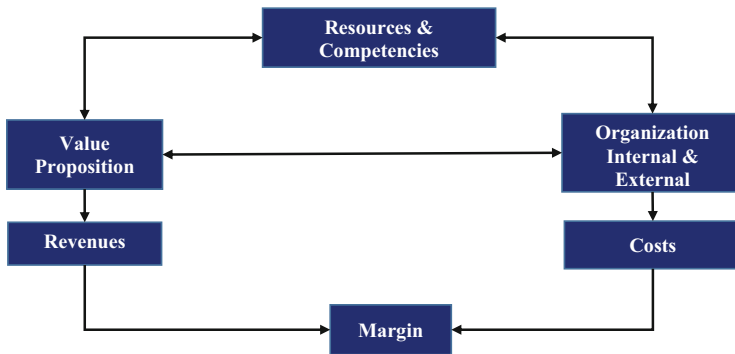 Resources &
Competencies
Value
Proposition
Organization
Internal &
External
Revenues
Costs
Margin